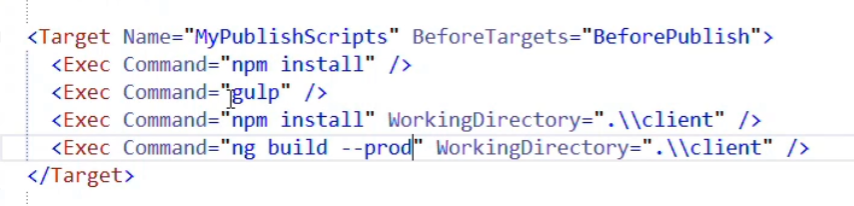 <Target Name="MyPublishScripts" BeforeTargets="BeforePublish">
<Exec Command="npm install" />
<Exec Command="gulp" />
<Exec Command="npm install" WorkingDirectory=".\\client" />
<Exec Command="ng build --prod" WorkingDirectory=".\\client" />
</Target>